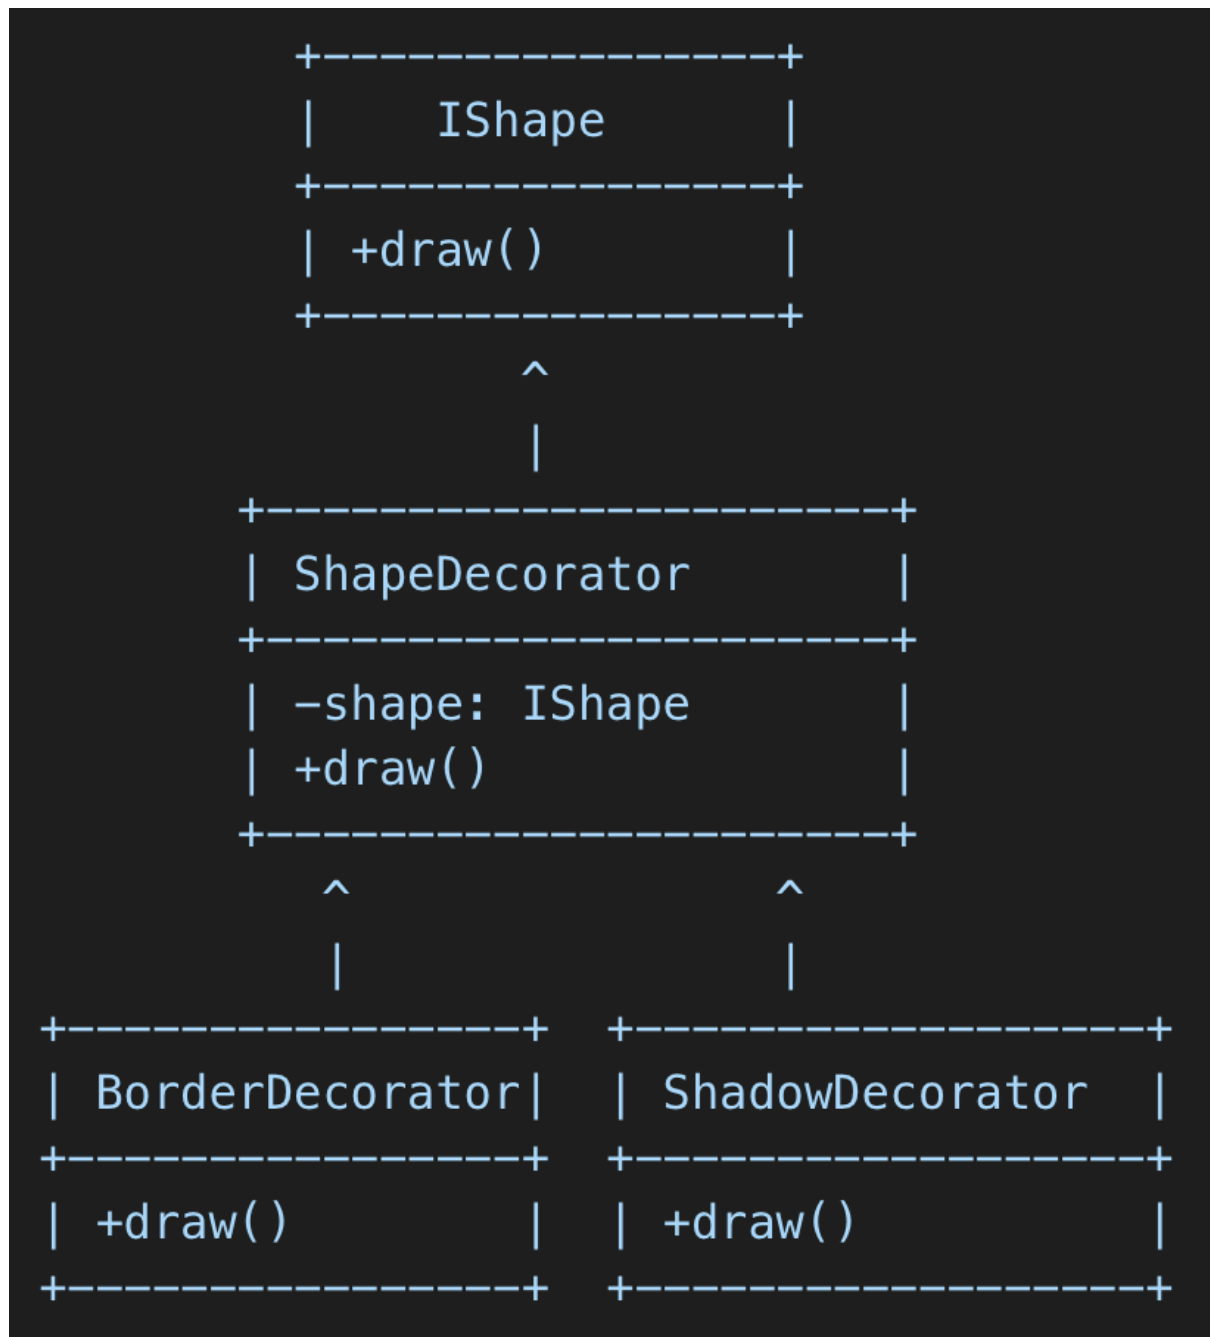 +----------------+
| IShape |
+----------------+
| +draw() |
+----------------+
^
|
+----------------------+
| ShapeDecorator |
+----------------------+
| -shape: IShape |
| +draw() |
+----------------------+
^ ^
| |
+----------------+ +------------------+
| BorderDecorator| | ShadowDecorator |
+----------------+ +------------------+
| +draw() | | +draw() |
+----------------+ +------------------+